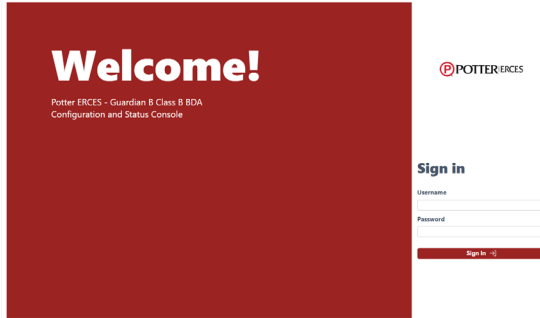 Welcome!
Potter ERCES - Guardian B Class B BDA
Configuration and Status Console
P POTTER ERCES
Sign in
Username
Password
Sign In